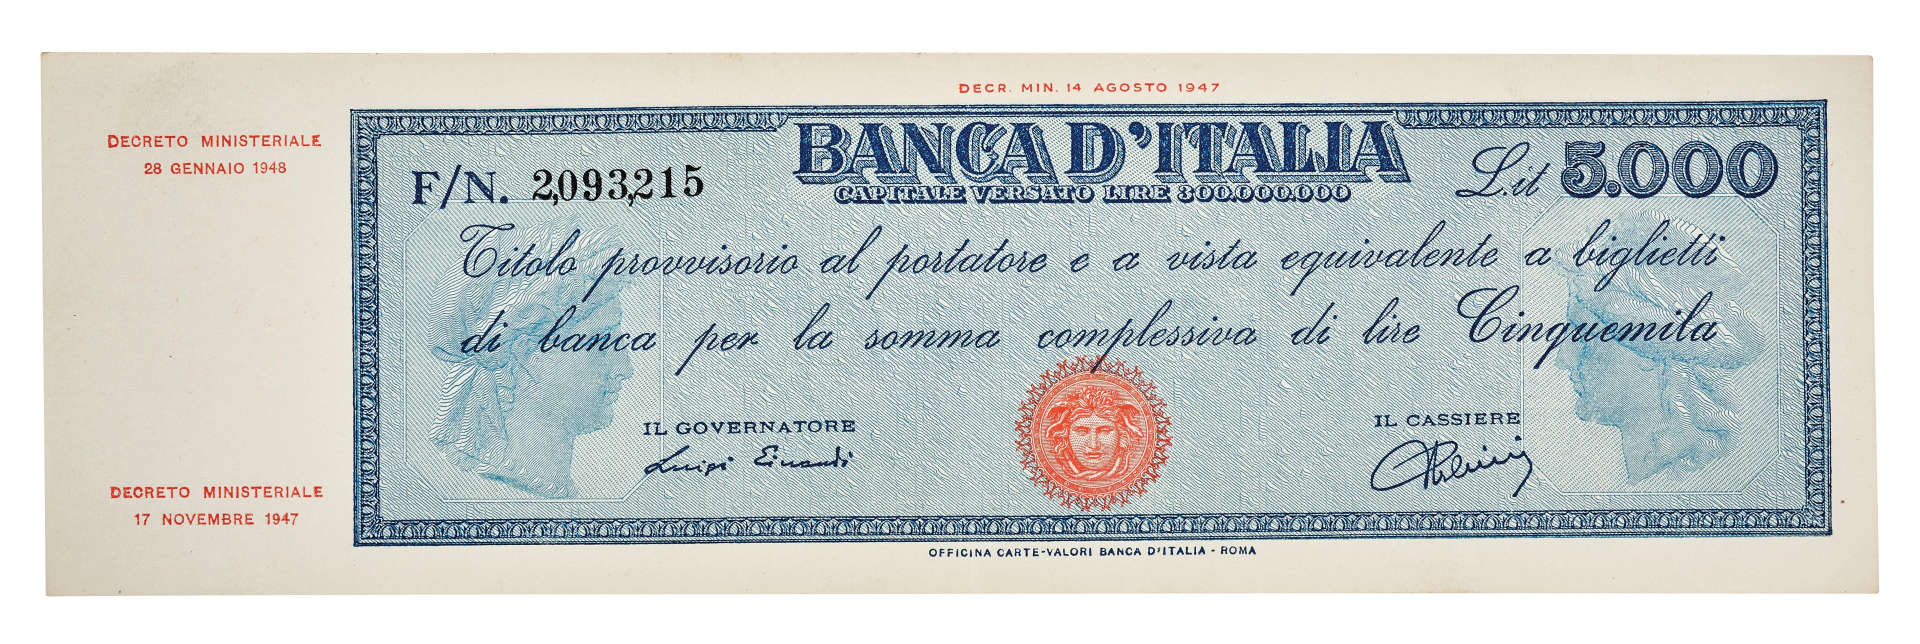 DECR. MIN. 14 AGOSTO 1947
DECRETO MINISTERIALE
28 GENNAIO 1948
BANCA D'ITALIA
CAPITALE VERSATO LIRE 300.000.000
F/N. 2,093,215
L.it 5.000
Titolo provvisorio al portatore e a vista equivalente a biglietti
di banca per la somma complessiva di lire Cinquemila
IL GOVERNATORE
Luigi Einaudi
IL CASSIERE
DECRETO MINISTERIALE
17 NOVEMBRE 1947
OFFICINA CARTE-VALORI BANCA D'ITALIA - ROMA